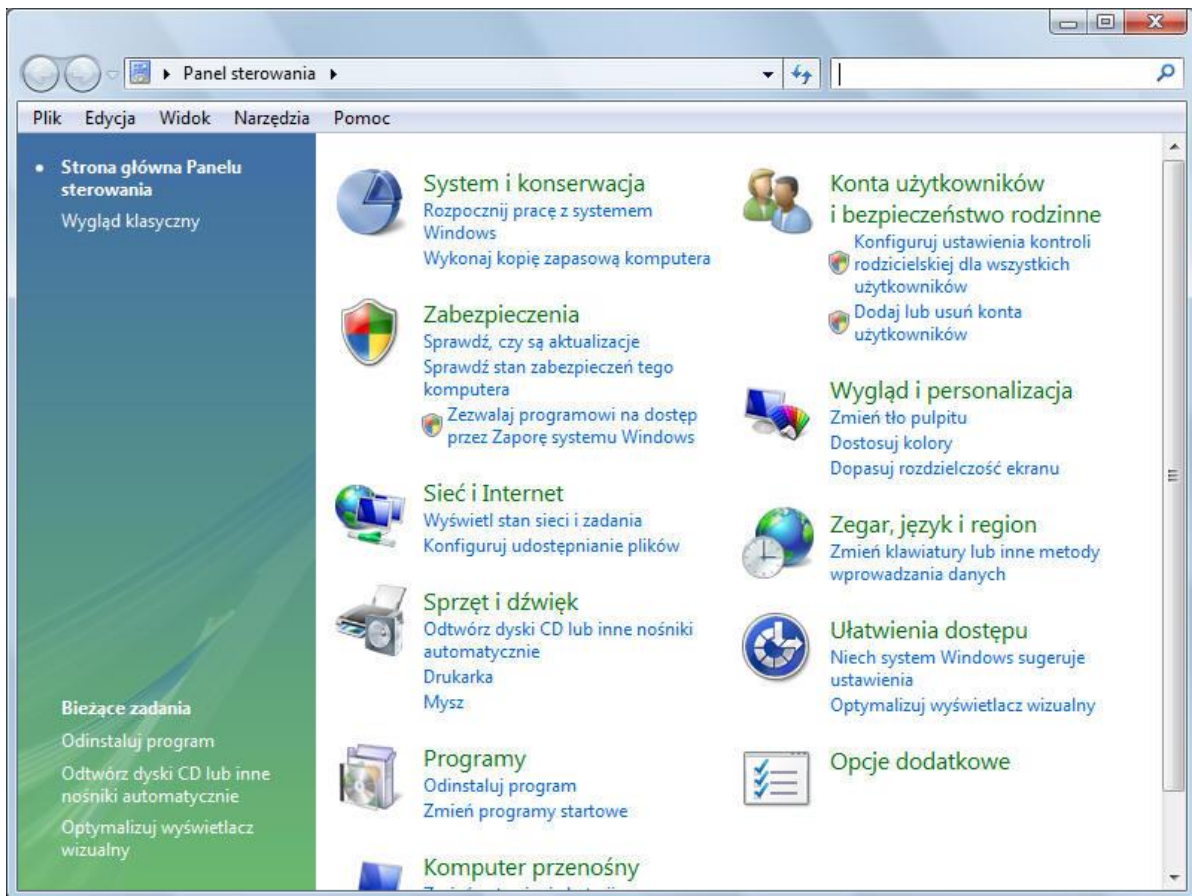 Panel sterowania
Plik Edycja Widok Narzędzia Pomoc
Strona główna Panelu
sterowania
Wygląd klasyczny
Bieżące zadania
Odinstaluj program
Odtwórz dyski CD lub inne
nośniki automatycznie
Optymalizuj wyświetlacz
wizualny
System i konserwacja
Rozpocznij pracę z systemem
Windows
Wykonaj kopię zapasową komputera
Zabezpieczenia
Sprawdź, czy są aktualizacje
Sprawdź stan zabezpieczeń tego
komputera
Zezwalaj programowi na dostęp
przez Zaporę systemu Windows
Sieć i Internet
Wyświetl stan sieci i zadania
Konfiguruj udostępnianie plików
Sprzęt i dźwięk
Odtwórz dyski CD lub inne nośniki
automatycznie
Drukarka
Mysz
Programy
Odinstaluj program
Zmień programy startowe
Komputer przenośny
Konta użytkowników
i bezpieczeństwo rodzinne
Konfiguruj ustawienia kontroli
rodzicielskiej dla wszystkich
użytkowników
Dodaj lub usuń konta
użytkowników
Wygląd i personalizacja
Zmień tło pulpitu
Dostosuj kolory
Dopasuj rozdzielczość ekranu
Zegar, język i region
Zmień klawiatury lub inne metody
wprowadzania danych
Ułatwienia dostępu
Niech system Windows sugeruje
ustawienia
Optymalizuj wyświetlacz wizualny
Opcje dodatkowe